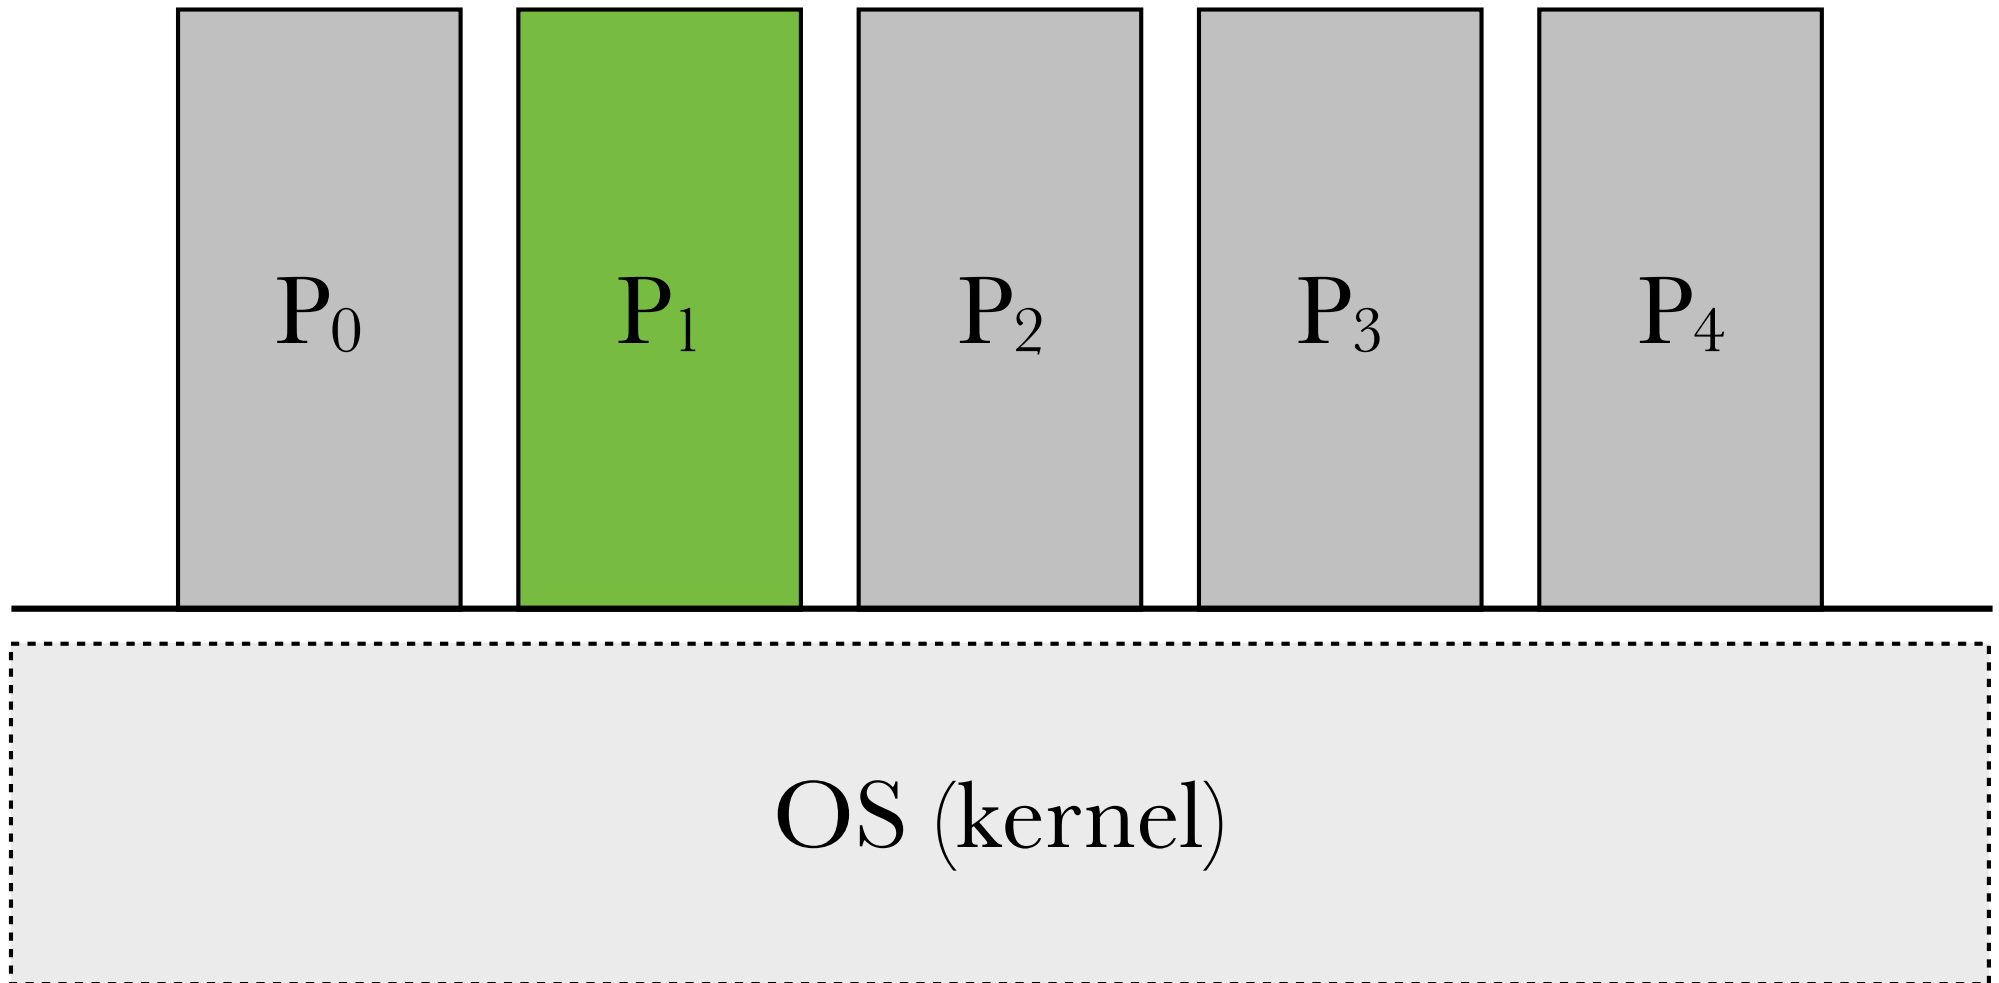 P₀ P₁ P₂ P₃ P₄
OS (kernel)